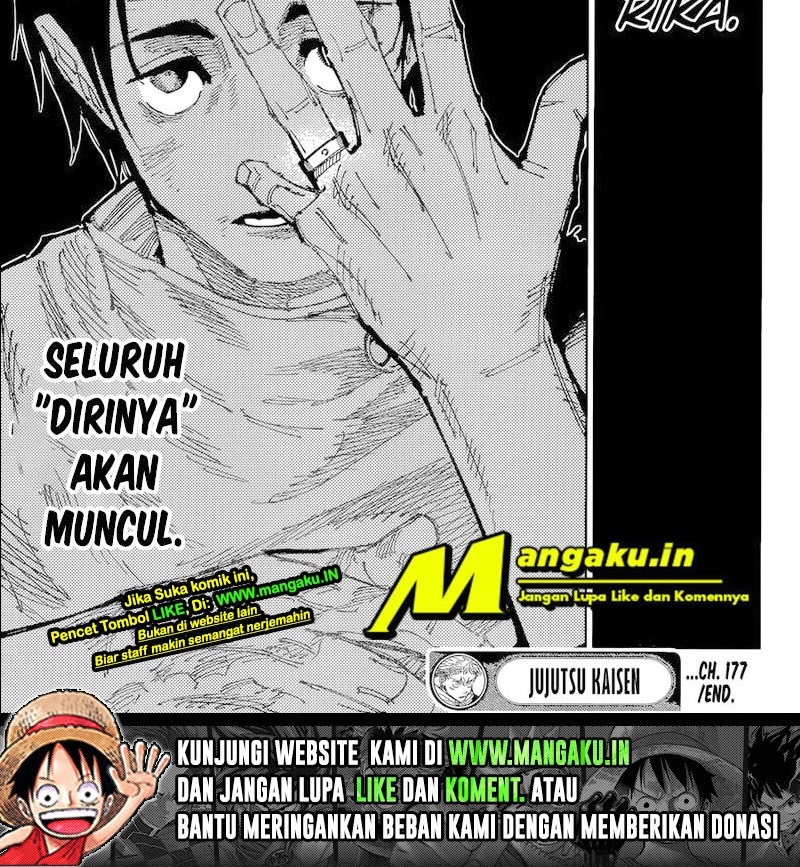 RIKA.
SELURUH
"DIRINYA"
AKAN
MUNCUL.
Jika Suka komik ini,
Pencet Tombol LIKE, Di: WWW.mangaku.IN
Bukan di website lain
Biar staff makin semangat nerjemahin
Mangaku.in
Jangan Lupa Like dan Komennya
JUJUTSU KAISEN
...CH. 177
/END.
KUNJUNGI WEBSITE KAMI DI WWW.MANGAKU.IN
DAN JANGAN LUPA LIKE DAN KOMENT. ATAU
BANTU MERINGANKAN BEBAN KAMI DENGAN MEMBERIKAN DONASI